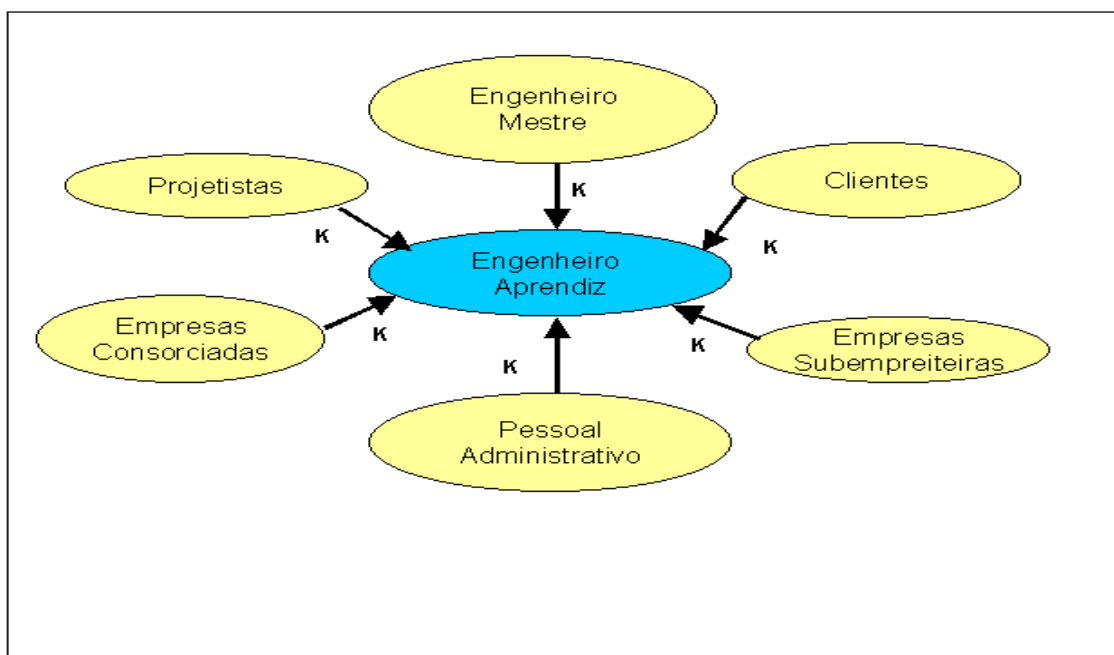 Engenheiro
Mestre
Projetistas
Clientes
K
K
K
Engenheiro
Aprendiz
Empresas
Consorciadas
K
K
Empresas
Subempreiteiras
K
Pessoal
Administrativo